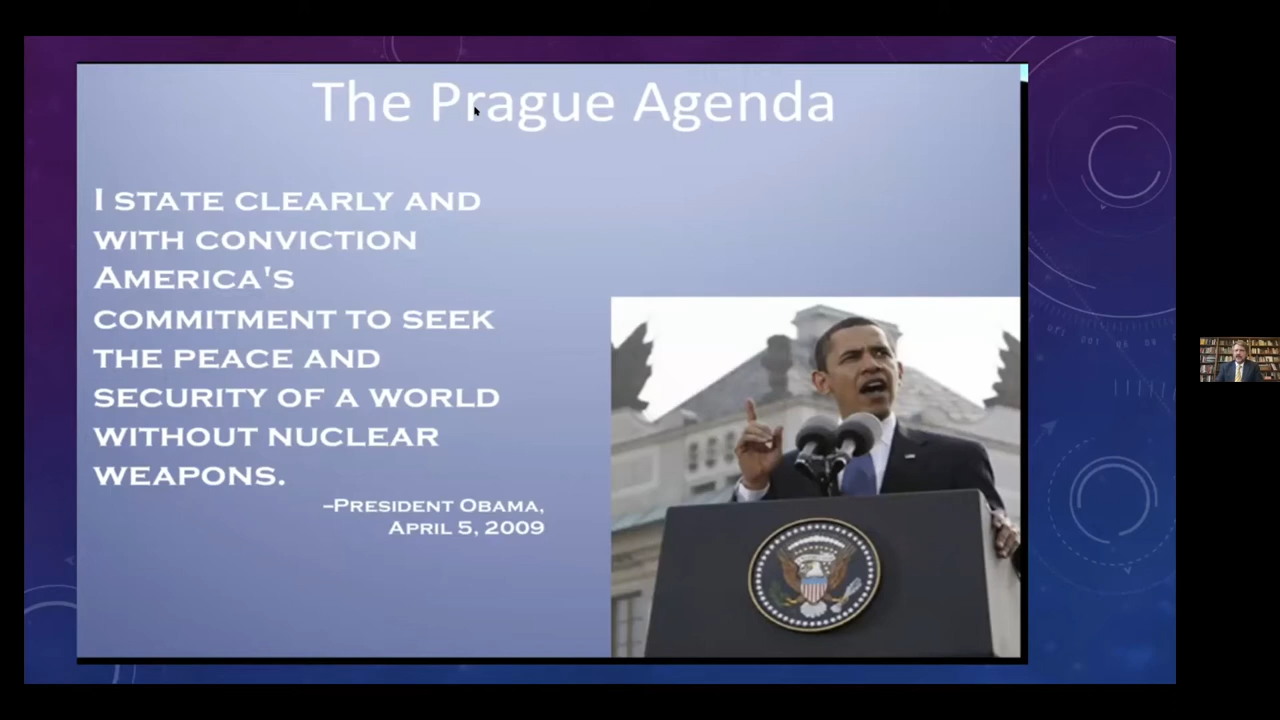 The Prague Agenda
I STATE CLEARLY AND
WITH CONVICTION
AMERICA'S
COMMITMENT TO SEEK
THE PEACE AND
SECURITY OF A WORLD
WITHOUT NUCLEAR
WEAPONS.
–PRESIDENT OBAMA,
APRIL 5, 2009